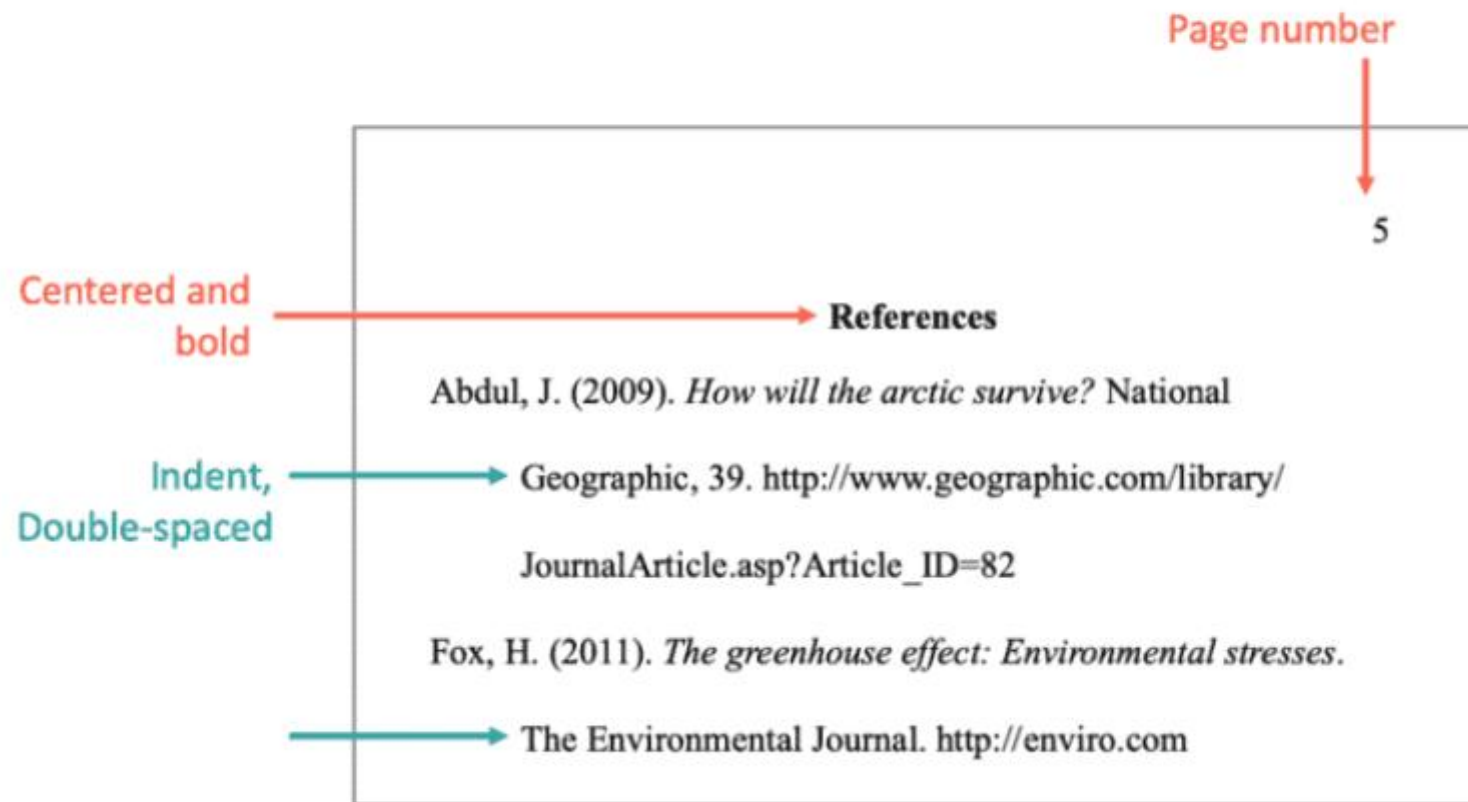 Page number
5
Centered and
bold
References
Abdul, J. (2009). How will the arctic survive? National
Indent,
Double-spaced
Geographic, 39. http://www.geographic.com/library/
JournalArticle.asp?Article_ID=82
Fox, H. (2011). The greenhouse effect: Environmental stresses.
The Environmental Journal. http://enviro.com